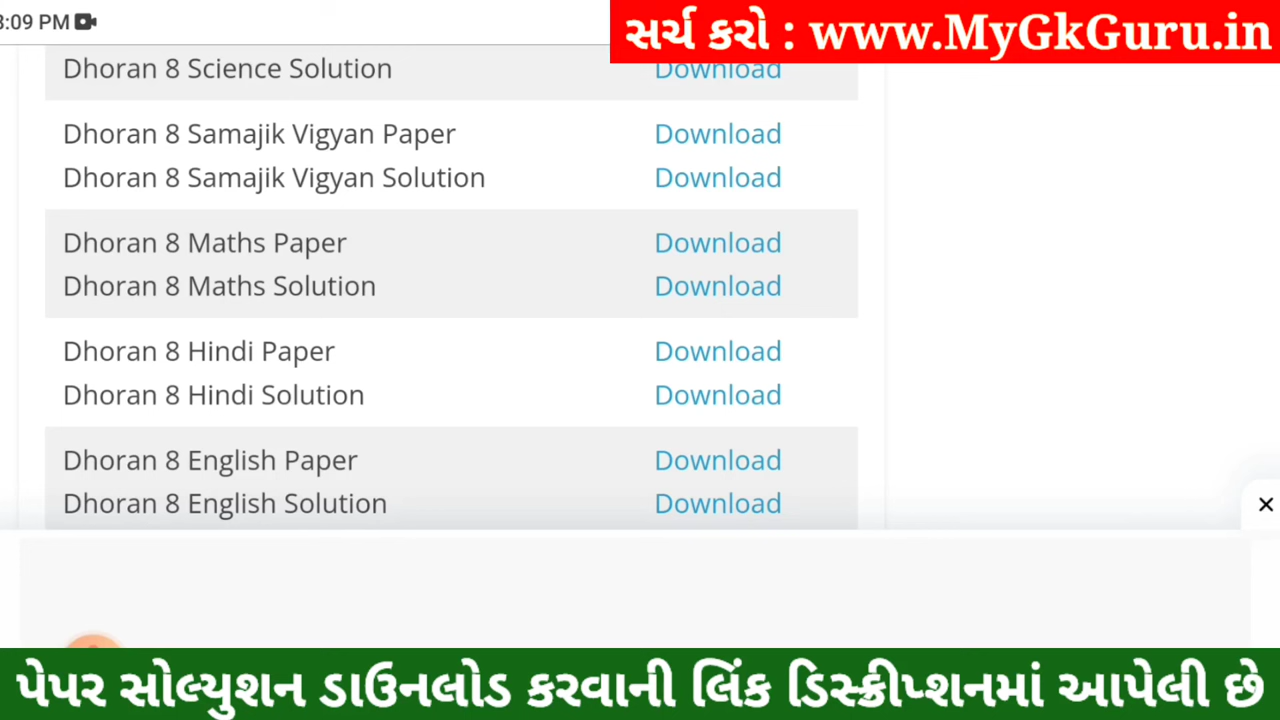 3:09 PM
સર્ચ કરો : www.MyGkGuru.in
Dhoran 8 Science Solution Download
Dhoran 8 Samajik Vigyan Paper Download
Dhoran 8 Samajik Vigyan Solution Download
Dhoran 8 Maths Paper Download
Dhoran 8 Maths Solution Download
Dhoran 8 Hindi Paper Download
Dhoran 8 Hindi Solution Download
Dhoran 8 English Paper Download
Dhoran 8 English Solution Download
પેપર સોલ્યુશન ડાઉનલોડ કરવાની લિંક ડિસ્ક્રીપ્શનમાં આપેલી છે